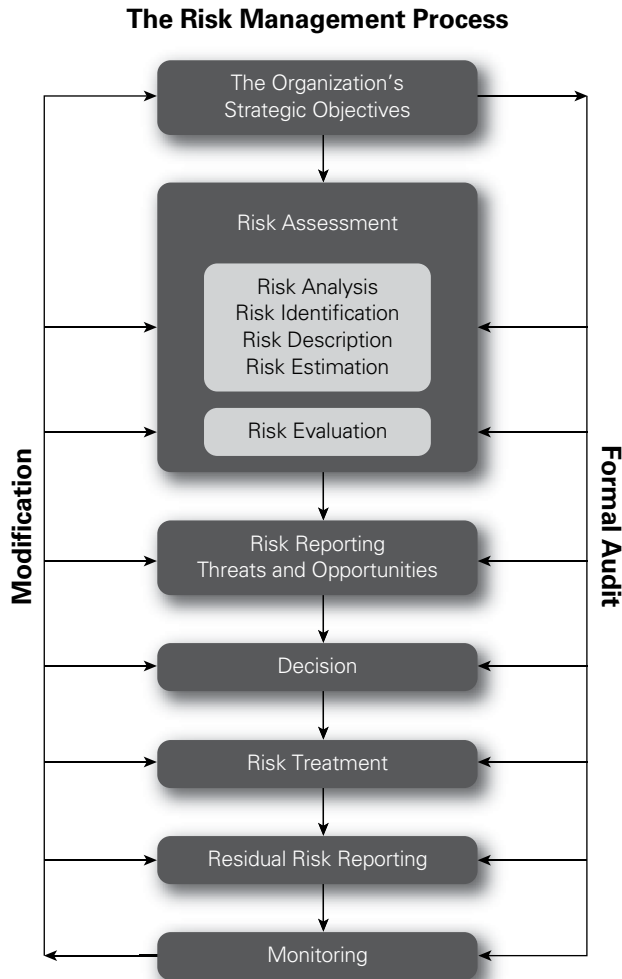 The Risk Management Process
The Organization's
Strategic Objectives
Risk Assessment
Risk Analysis
Risk Identification
Risk Description
Risk Estimation
Risk Evaluation
Modification
Formal Audit
Risk Reporting
Threats and Opportunities
Decision
Risk Treatment
Residual Risk Reporting
Monitoring